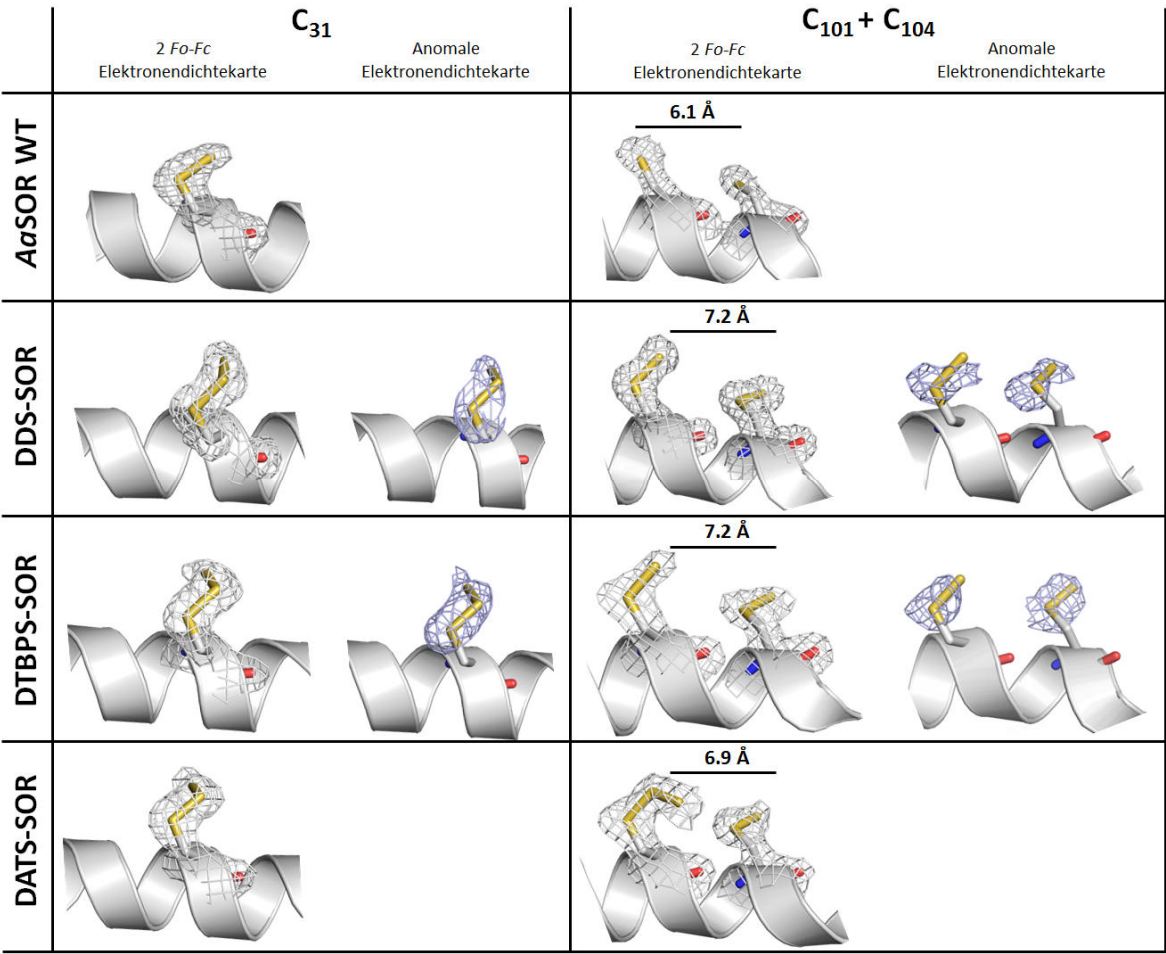 C31
C101 + C104
2 Fo-Fc
Elektronendichtekarte
Anomale
Elektronendichtekarte
2 Fo-Fc
Elektronendichtekarte
Anomale
Elektronendichtekarte
AaSOR WT
6.1 Å
DDS-SOR
7.2 Å
DTBPS-SOR
7.2 Å
DATS-SOR
6.9 Å